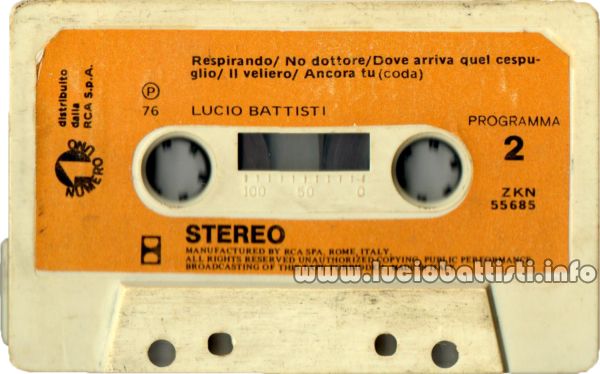 Respirando/ No dottore/Dove arriva quel cespu-
glio/ Il veliero/ Ancora tu (coda)
distribuito
dalla
RCA S.p.A.
P
76
LUCIO BATTISTI
PROGRAMMA
2
NUMERO UNO
100 50 0
ZKN
55685
STEREO
MANUFACTURED BY RCA SPA, ROME, ITALY
ALL RIGHTS RESERVED UNAUTHORIZED COPYING, PUBLIC PERFORMANCE
BROADCASTING OF THE
www.luciobattisti.info